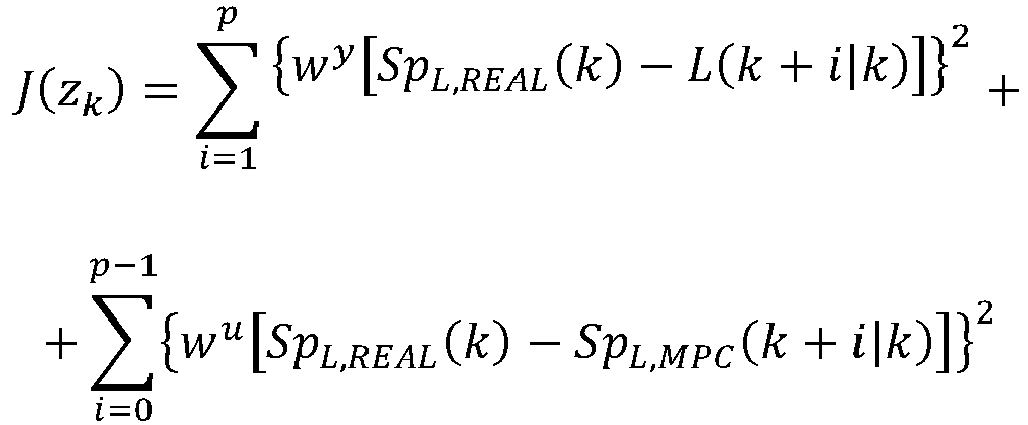 J(z_k) = \sum_{i=1}^{p} \{w^y[Sp_{L,REAL}(k) - L(k + i|k)]\}^2 +
+ \sum_{i=0}^{p-1} \{w^u[Sp_{L,REAL}(k) - Sp_{L,MPC}(k + i|k)]\}^2